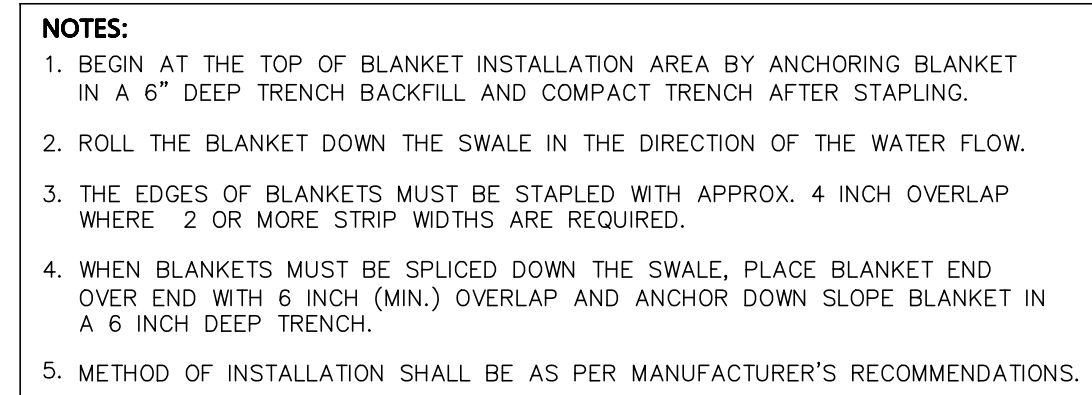 NOTES:
1. BEGIN AT THE TOP OF BLANKET INSTALLATION AREA BY ANCHORING BLANKET
IN A 6" DEEP TRENCH BACKFILL AND COMPACT TRENCH AFTER STAPLING.
2. ROLL THE BLANKET DOWN THE SWALE IN THE DIRECTION OF THE WATER FLOW.
3. THE EDGES OF BLANKETS MUST BE STAPLED WITH APPROX. 4 INCH OVERLAP
WHERE 2 OR MORE STRIP WIDTHS ARE REQUIRED.
4. WHEN BLANKETS MUST BE SPLICED DOWN THE SWALE, PLACE BLANKET END
OVER END WITH 6 INCH (MIN.) OVERLAP AND ANCHOR DOWN SLOPE BLANKET IN
A 6 INCH DEEP TRENCH.
5. METHOD OF INSTALLATION SHALL BE AS PER MANUFACTURER'S RECOMMENDATIONS.